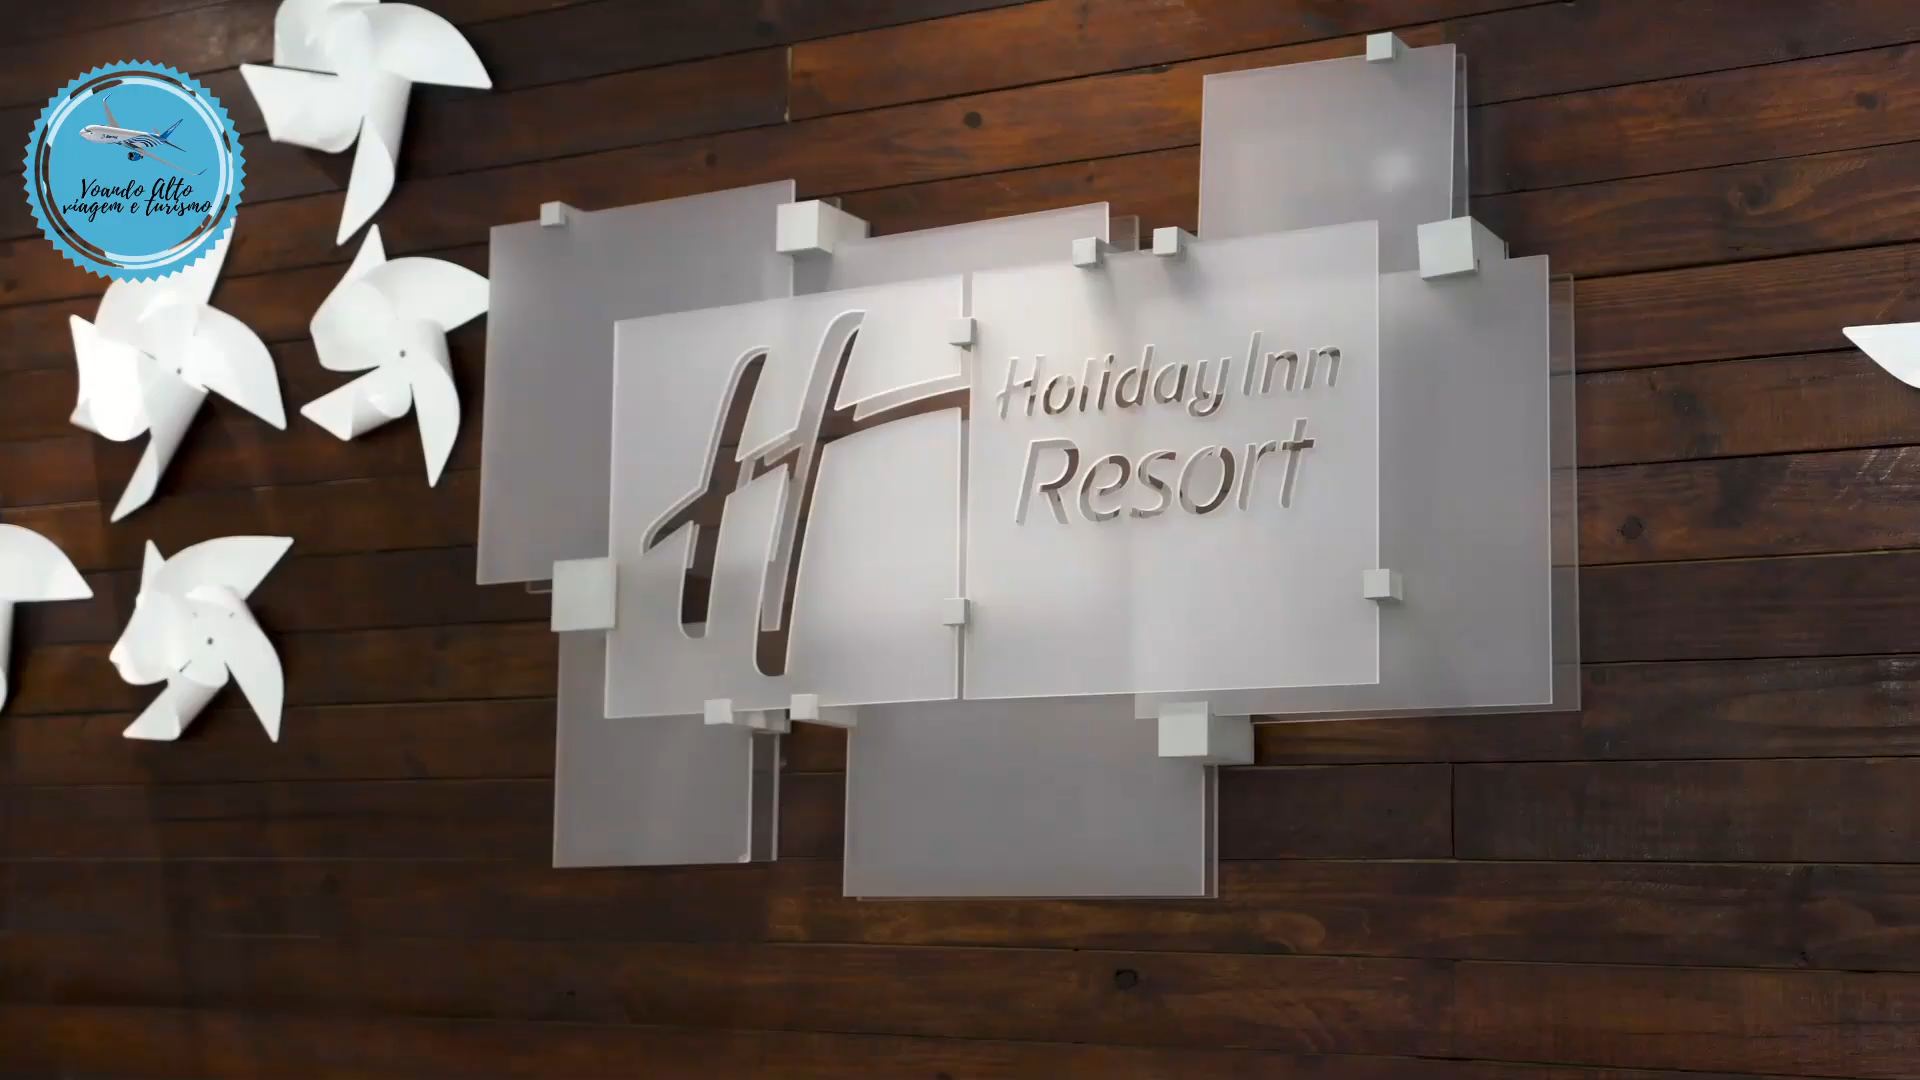 Voando Alto
viagem e turismo
Holiday Inn
Resort